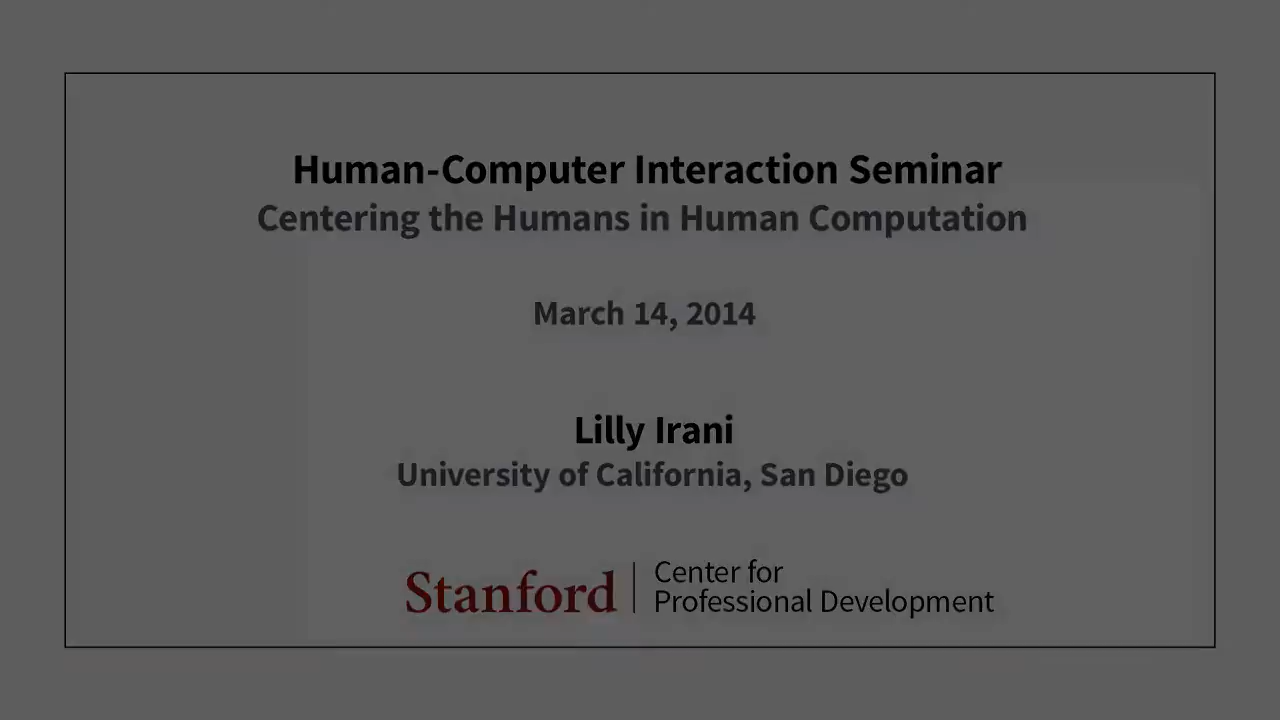 Human-Computer Interaction Seminar
Centering the Humans in Human Computation
March 14, 2014
Lilly Irani
University of California, San Diego
Stanford
Center for
Professional Development